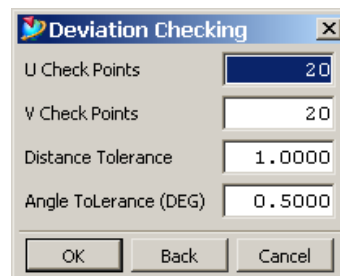 Deviation Checking
U Check Points 20
V Check Points 20
Distance Tolerance 1.0000
Angle ToLerance (DEG) 0.5000
OK Back Cancel